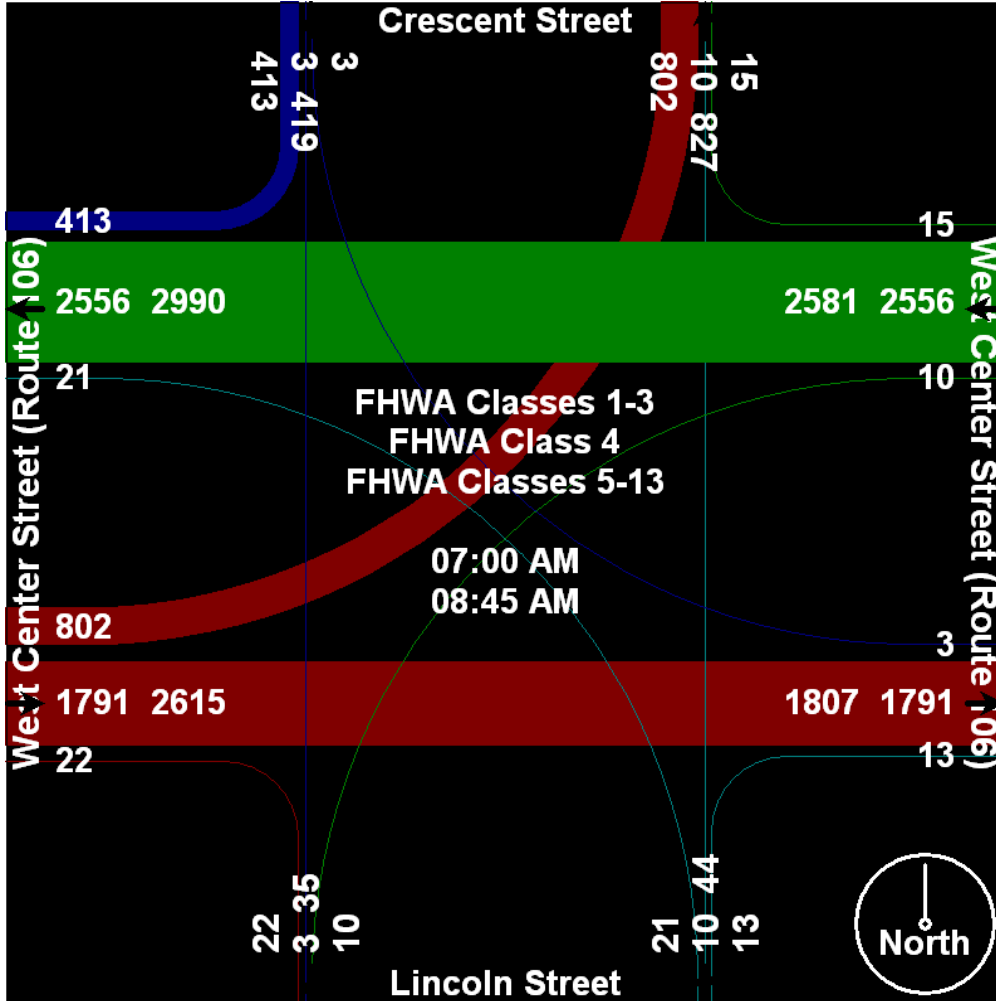 Crescent Street
413
3
3
419
802
10
15
827
413
15
West Center Street (Route 106)
2556 2990
2581 2556
West Center Street (Route 106)
21
10
FHWA Classes 1-3
FHWA Class 4
FHWA Classes 5-13
07:00 AM
08:45 AM
802
3
1791 2615
1807 1791
22
13
35
44
22
3
10
21
10
13
North
Lincoln Street